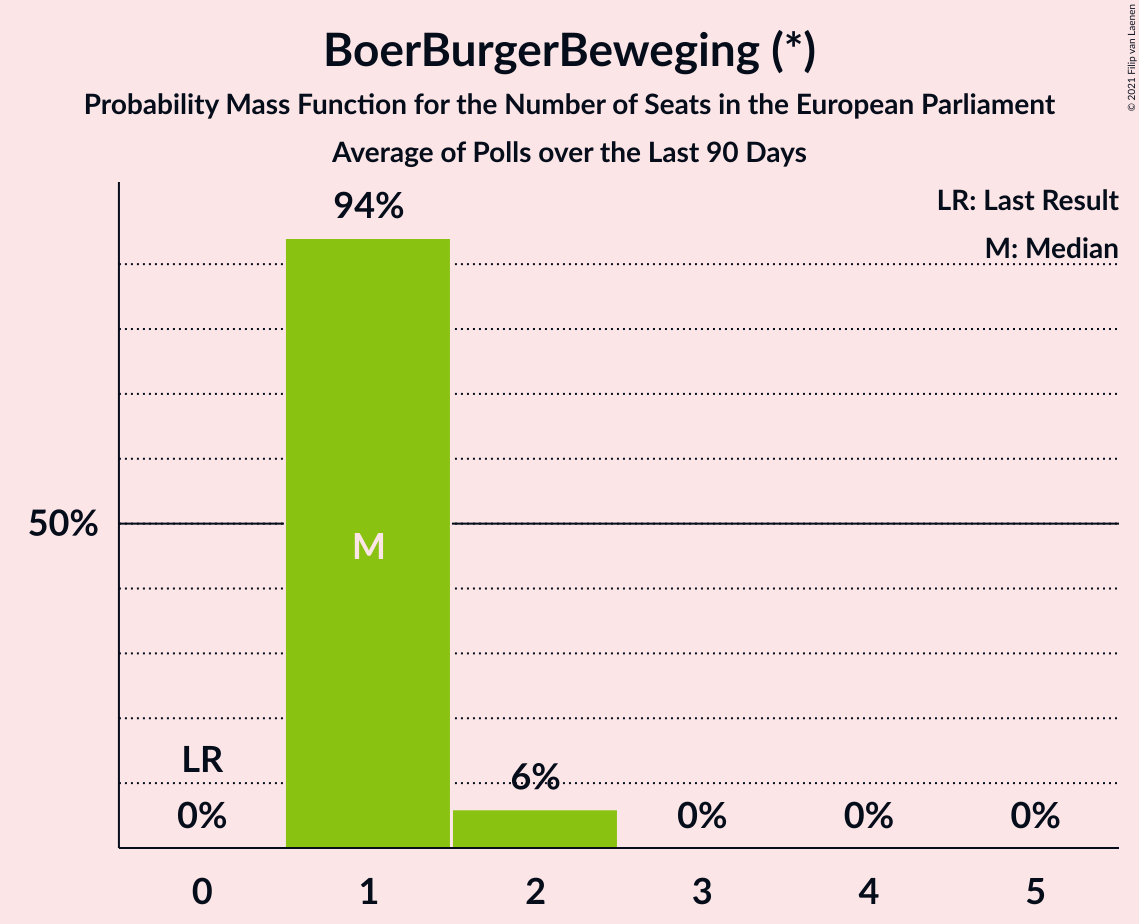 BoerBurgerBeweging (*)
Probability Mass Function for the Number of Seats in the European Parliament
Average of Polls over the Last 90 Days
© 2021 Filip van Laenen
LR: Last Result
M: Median
94%
50%
M
LR
6%
0%
0%
0%
0%
0
1
2
3
4
5